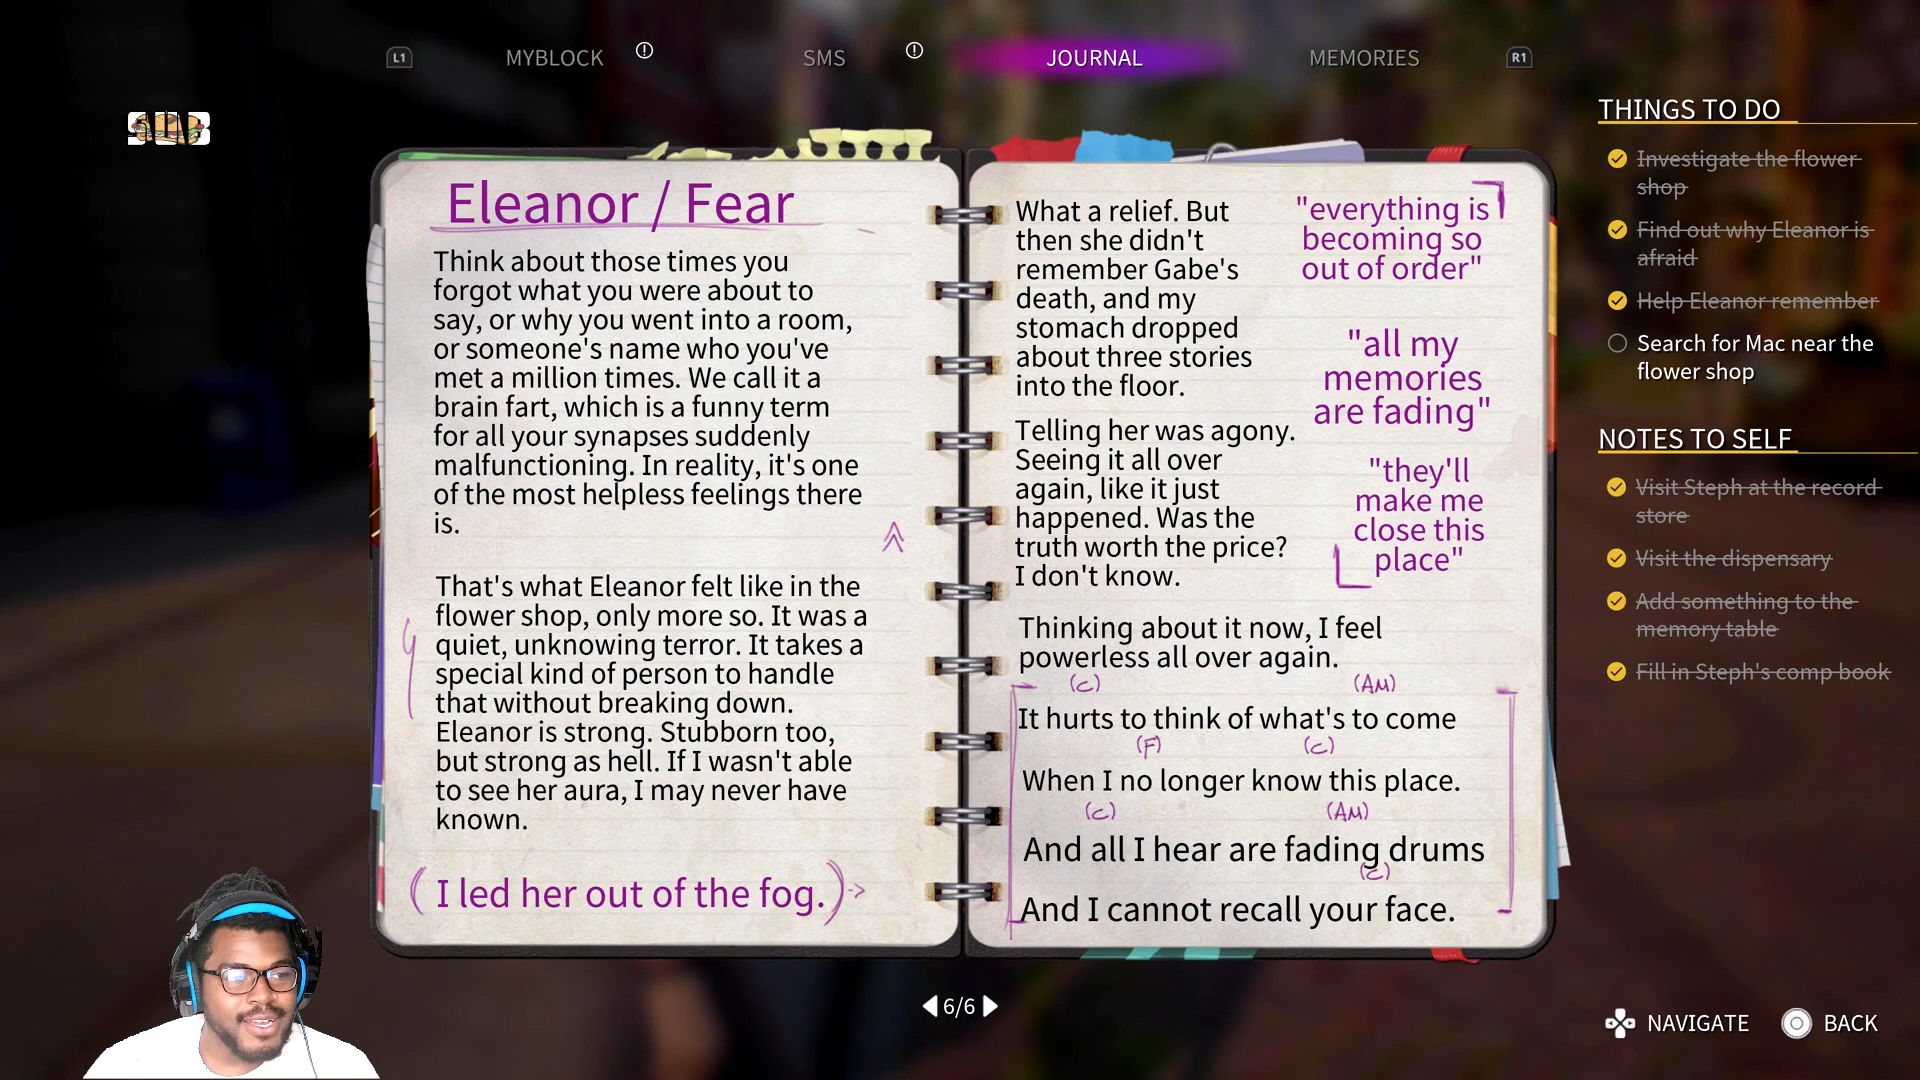 L1
MYBLOCK
SMS
JOURNAL
MEMORIES
R1
Eleanor / Fear
Think about those times you
forgot what you were about to
say, or why you went into a room,
or someone's name who you've
met a million times. We call it a
brain fart, which is a funny term
for all your synapses suddenly
malfunctioning. In reality, it's one
of the most helpless feelings there
is.
That's what Eleanor felt like in the
flower shop, only more so. It was a
quiet, unknowing terror. It takes a
special kind of person to handle
that without breaking down.
Eleanor is strong. Stubborn too,
but strong as hell. If I wasn't able
to see her aura, I may never have
known.
(I led her out of the fog.)->
What a relief. But
then she didn't
remember Gabe's
death, and my
stomach dropped
about three stories
into the floor.
Telling her was agony.
Seeing it all over
again, like it just
happened. Was the
truth worth the price?
I don't know.
"everything is
becoming so
out of order"
"all my
memories
are fading"
"they'll
make me
close this
place"
Thinking about it now, I feel
powerless all over again.
(C) (AM)
It hurts to think of what's to come
(F) (C)
When I no longer know this place.
(C) (AM)
And all I hear are fading drums
(C)
And I cannot recall your face.
6/6
THINGS TO DO
Investigate the flower
shop
Find out why Eleanor is
afraid
Help Eleanor remember
Search for Mac near the
flower shop
NOTES TO SELF
Visit Steph at the record
store
Visit the dispensary
Add something to the
memory table
Fill in Steph's comp book
NAVIGATE
BACK